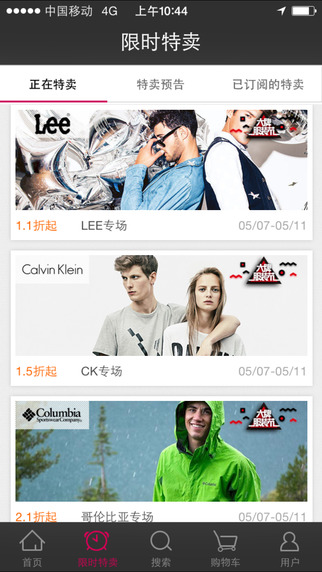 中国移动 4G 上午10:44
限时特卖
正在特卖 特卖预告 已订阅的特卖
Lee
大牌
服装节
1.1折起 LEE专场 05/07-05/11
Calvin Klein
大牌
服装节
1.5折起 CK专场 05/07-05/11
Columbia
Sportswear Company
大牌
服装节
2.1折起 哥伦比亚专场 05/07-05/11
首页 限时特卖 搜索 购物车 用户